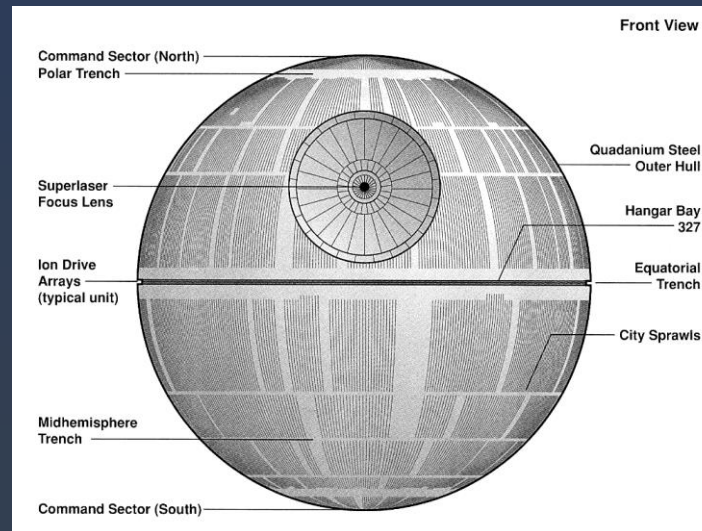 Front View
Command Sector (North)
Polar Trench
Superlaser
Focus Lens
Ion Drive
Arrays
(typical unit)
Midhemisphere
Trench
Command Sector (South)
Quadanium Steel
Outer Hull
Hangar Bay
327
Equatorial
Trench
City Sprawls